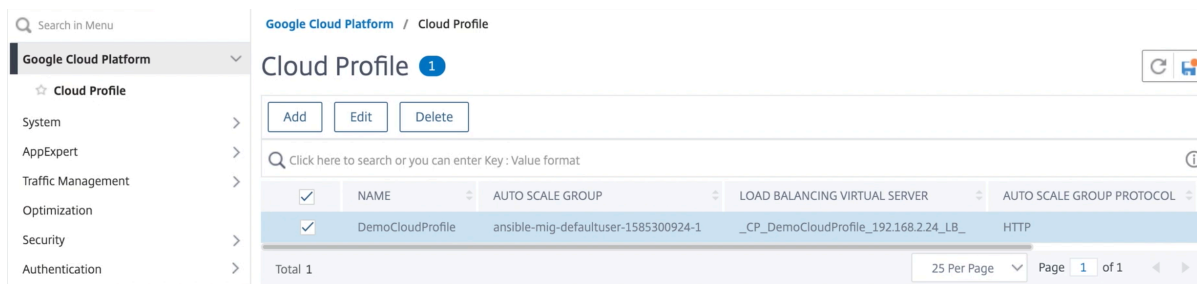 Search in Menu
Google Cloud Platform
Cloud Profile
System
AppExpert
Traffic Management
Optimization
Security
Authentication
Google Cloud Platform / Cloud Profile
Cloud Profile 1
Add Edit Delete
Click here to search or you can enter Key : Value format
NAME AUTO SCALE GROUP LOAD BALANCING VIRTUAL SERVER AUTO SCALE GROUP PROTOCOL
DemoCloudProfile ansible-mig-defaultuser-1585300924-1 _CP_DemoCloudProfile_192.168.2.24_LB_ HTTP
Total 1 25 Per Page Page 1 of 1